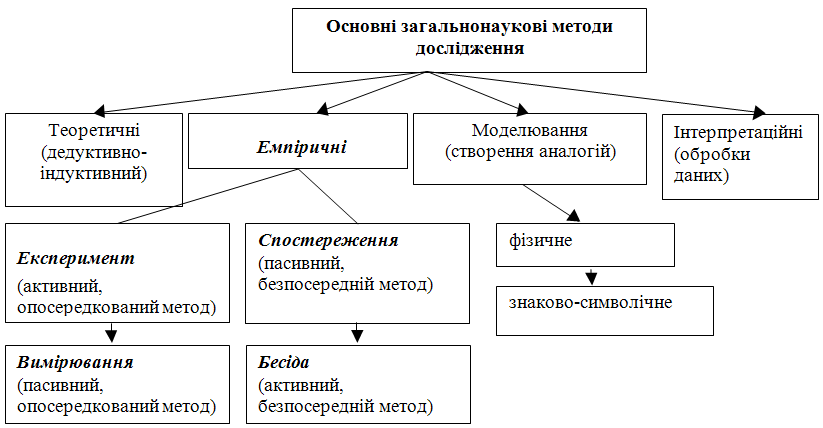 Основні загальнонаукові методи
дослідження
Теоретичні
(дедуктивно-
індуктивний)
Емпіричні
Моделювання
(створення аналогій)
Інтерпретаційні
(обробки
даних)
Експеримент
(активний,
опосередкований метод)
Спостереження
(пасивний,
безпосередній метод)
фізичне
знаково-символічне
Вимірювання
(пасивний,
опосередкований метод)
Бесіда
(активний,
безпосередній метод)